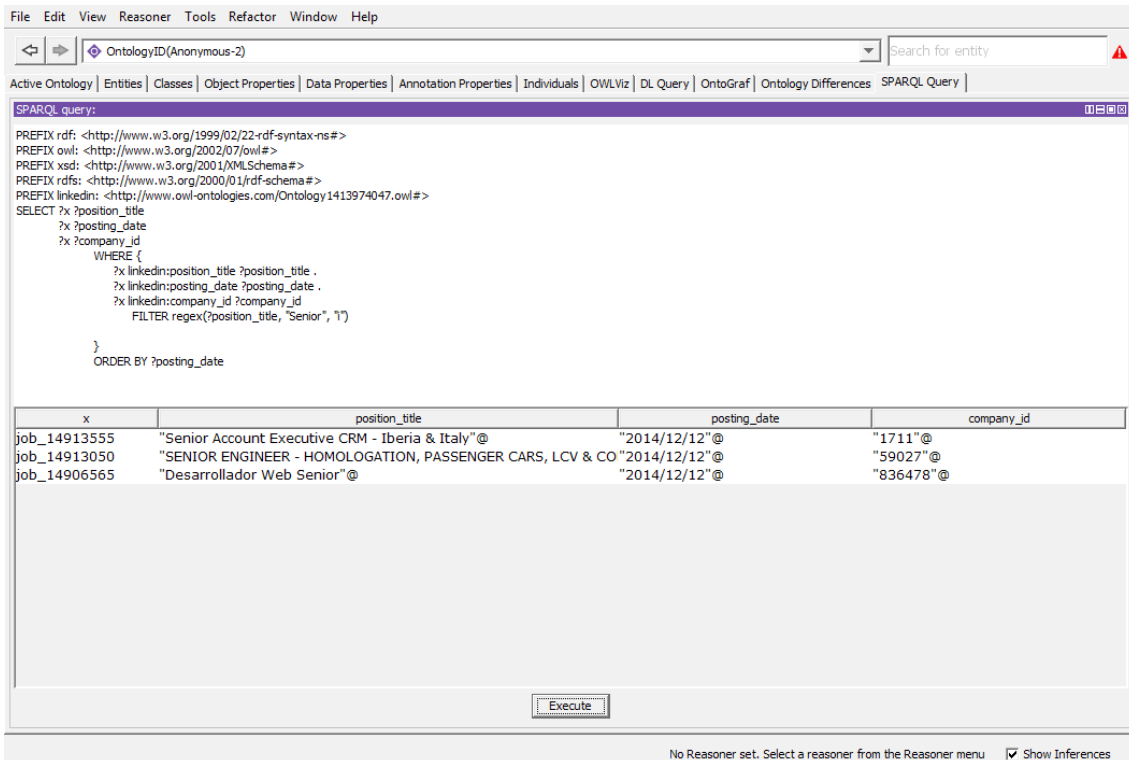 File Edit View Reasoner Tools Refactor Window Help
OntologyID(Anonymous-2)
Search for entity
Active Ontology Entities Classes Object Properties Data Properties Annotation Properties Individuals OWLViz DL Query OntoGraf Ontology Differences SPARQL Query
SPARQL query:
PREFIX rdf: <http://www.w3.org/1999/02/22-rdf-syntax-ns#>
PREFIX owl: <http://www.w3.org/2002/07/owl#>
PREFIX xsd: <http://www.w3.org/2001/XMLSchema#>
PREFIX rdfs: <http://www.w3.org/2000/01/rdf-schema#>
PREFIX linkedin: <http://www.owl-ontologies.com/Ontology1413974047.owl#>
SELECT ?x ?position_title
?x ?posting_date
?x ?company_id
WHERE {
?x linkedin:position_title ?position_title .
?x linkedin:posting_date ?posting_date .
?x linkedin:company_id ?company_id
FILTER regex(?position_title, "Senior", "i")
}
ORDER BY ?posting_date
x position_title posting_date company_id
job_14913555 "Senior Account Executive CRM - Iberia & Italy"@ "2014/12/12"@ "1711"@
job_14913050 "SENIOR ENGINEER - HOMOLOGATION, PASSENGER CARS, LCV & CO "2014/12/12"@ "59027"@
job_14906565 "Desarrollador Web Senior"@ "2014/12/12"@ "836478"@
Execute
No Reasoner set. Select a reasoner from the Reasoner menu Show Inferences